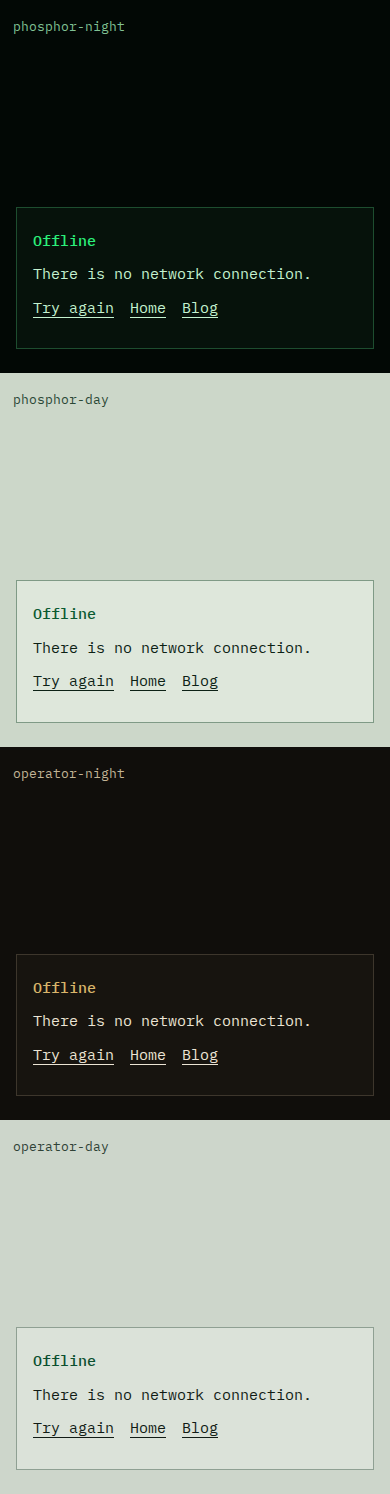 phosphor-night
Offline
There is no network connection.
Try again Home Blog
phosphor-day
Offline
There is no network connection.
Try again Home Blog
operator-night
Offline
There is no network connection.
Try again Home Blog
operator-day
Offline
There is no network connection.
Try again Home Blog